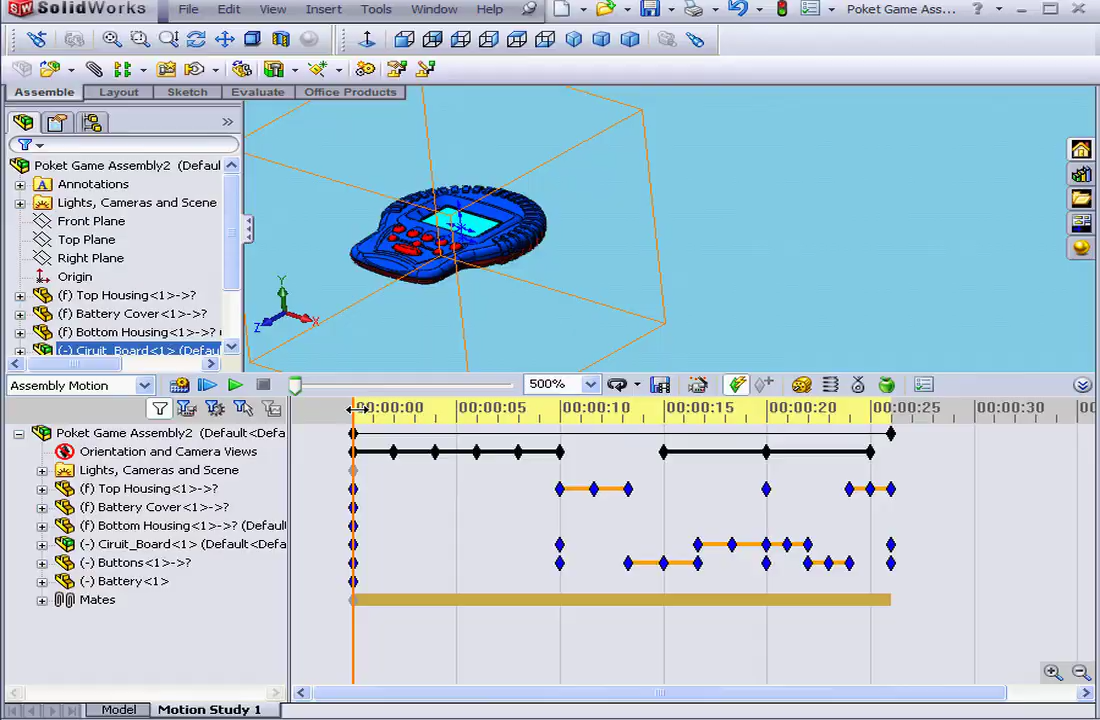 SolidWorks File Edit View Insert Tools Window Help Poket Game Ass...
Assemble Layout Sketch Evaluate Office Products
Poket Game Assembly2 (Defaul
Annotations
Lights, Cameras and Scene
Front Plane
Top Plane
Right Plane
Origin
(f) Top Housing<1>->?
(f) Battery Cover<1>->?
(f) Bottom Housing<1>->?
(-) Ciruit_Board<1> (Defau
Y
X
Z
Assembly Motion 500%
00:00:00 00:00:05 00:00:10 00:00:15 00:00:20 00:00:25 00:00:30 00
Poket Game Assembly2 (Default<Defa
Orientation and Camera Views
Lights, Cameras and Scene
(f) Top Housing<1>->?
(f) Battery Cover<1>->?
(f) Bottom Housing<1>->? (Defaul
(-) Ciruit_Board<1> (Default<Defa
(-) Buttons<1>->?
(-) Battery<1>
Mates
Model Motion Study 1